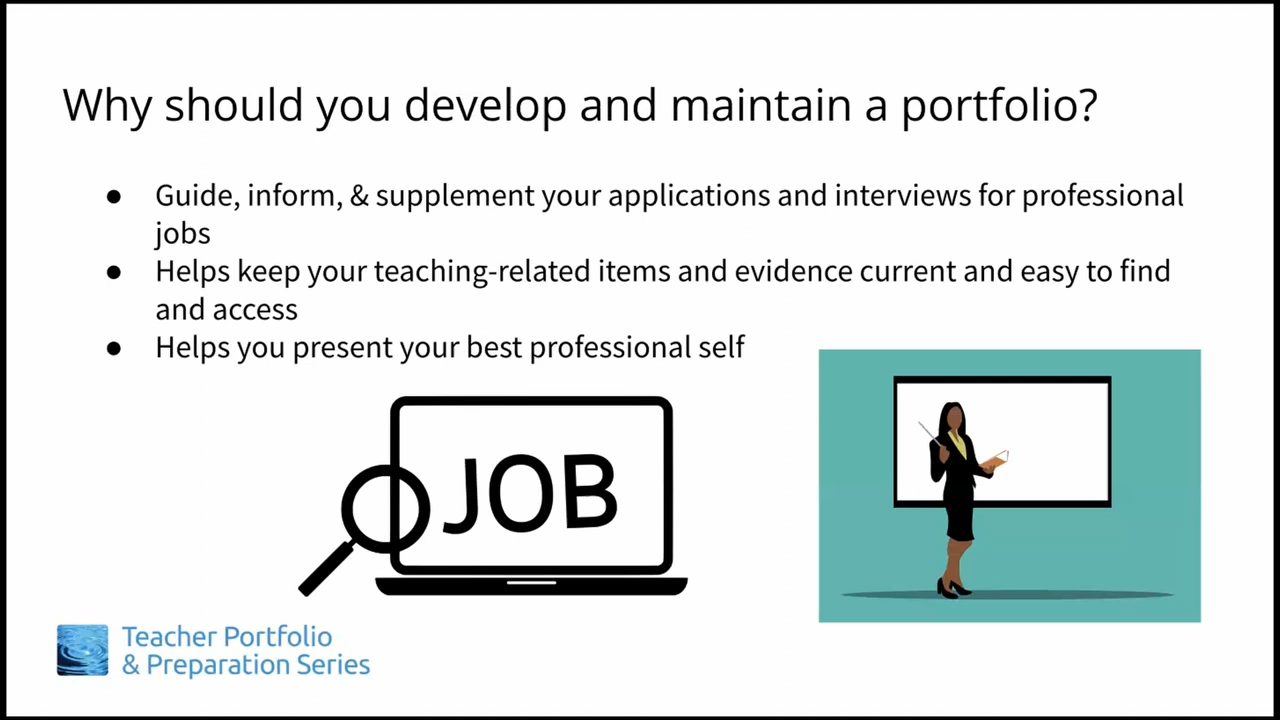 Why should you develop and maintain a portfolio?
● Guide, inform, & supplement your applications and interviews for professional
jobs
● Helps keep your teaching-related items and evidence current and easy to find
and access
● Helps you present your best professional self
JOB
Teacher Portfolio
& Preparation Series